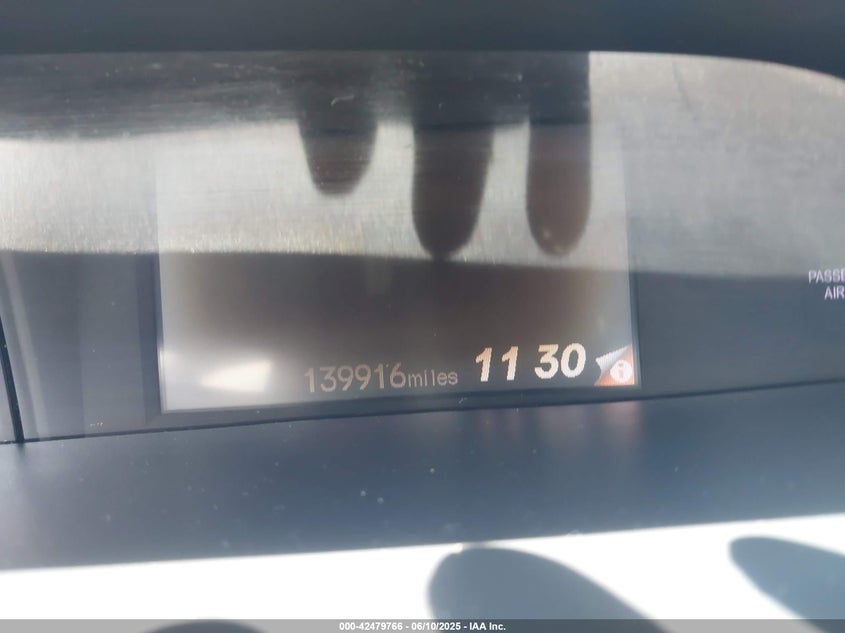 PASSE
AIR
139916miles 11 30
000-42479766 - 06/10/2025 - IAA Inc.